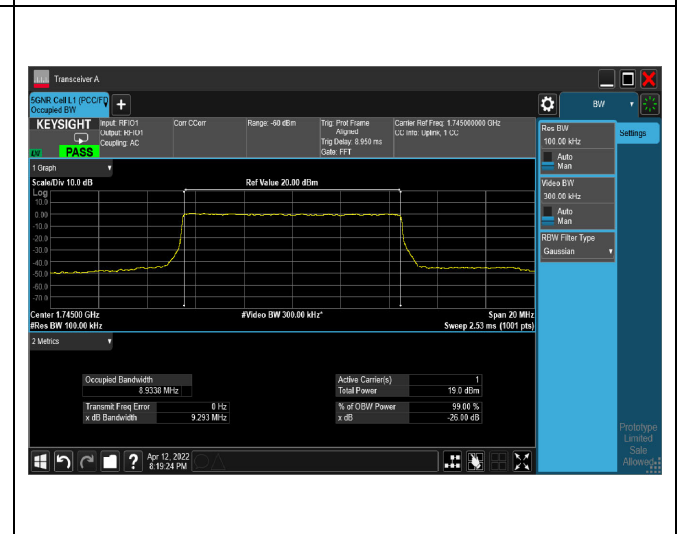 Transceiver A
5GNR Cell L1 (PCC/F
Occupied BW
+
BW
KEYSIGHT
Input: RFIO1
Output: RFIO1
Coupling: AC
Corr CCorr
Range: -60 dBm
Trig: Prot Frame
Aligned
Trig Delay: 8.950 ms
Gate: FFT
Carrier Ref Freq: 1.745000000 GHz
CC Info: Uplink, 1 CC
PASS
Res BW
100.00 kHz
Auto
Man
Settings
Video BW
300.00 kHz
Auto
Man
RBW Filter Type
Gaussian
1 Graph
Scale/Div 10.0 dB
Ref Value 20.00 dBm
Log
10.0
0.00
-10.0
-20.0
-30.0
-40.0
-50.0
-60.0
-70.0
Center 1.74500 GHz
#Video BW 300.00 kHz*
Span 20 MHz
#Res BW 100.00 kHz
Sweep 2.53 ms (1001 pts)
2 Metrics
Occupied Bandwidth
8.9338 MHz
Active Carrier(s) 1
Total Power 19.0 dBm
Transmit Freq Error 0 Hz
x dB Bandwidth 9.293 MHz
% of OBW Power 99.00 %
x dB -26.00 dB
Prototype
Limited
Sale
Allowed
?
Apr 12, 2022
8:19:24 PM